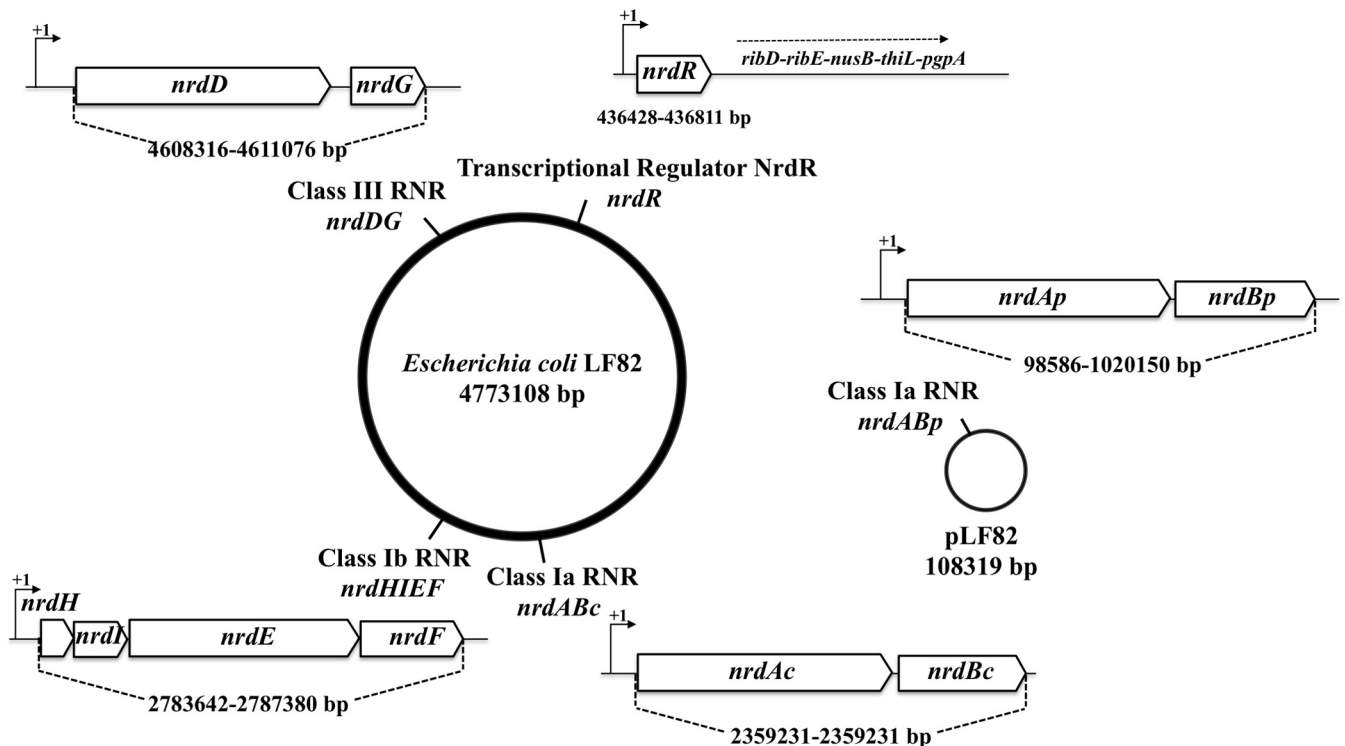 +1
nrdD
nrdG
4608316-4611076 bp
+1
nrdR
ribD-ribE-nusB-thiL-pgpA
436428-436811 bp
Class III RNR
nrdDG
Transcriptional Regulator NrdR
nrdR
+1
nrdAp
nrdBp
98586-1020150 bp
Escherichia coli LF82
4773108 bp
Class Ia RNR
nrdABp
pLF82
108319 bp
Class Ib RNR
nrdHIEF
Class Ia RNR
nrdABc
+1
nrdH
nrdI
nrdE
nrdF
2783642-2787380 bp
+1
nrdAc
nrdBc
2359231-2359231 bp